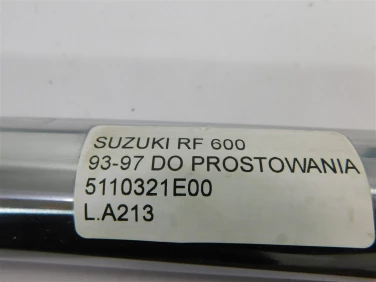 SUZUKI RF 600
93-97 DO PROSTOWANIA
5110321E00
L.A213